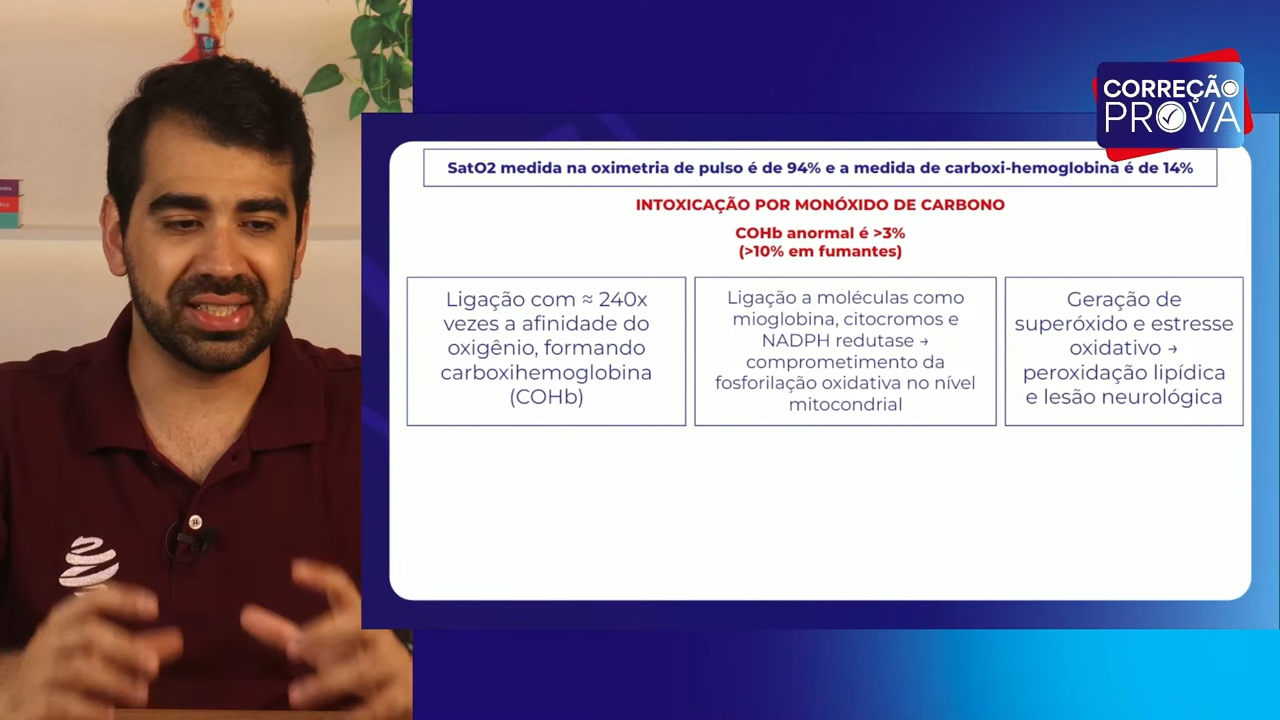 CORREÇÃO
PROVA
SatO2 medida na oximetria de pulso é de 94% e a medida de carboxi-hemoglobina é de 14%
INTOXICAÇÃO POR MONÓXIDO DE CARBONO
COHb anormal é >3%
(>10% em fumantes)
Ligação com ≈ 240x
vezes a afinidade do
oxigênio, formando
carboxihemoglobina
(COHb)
Ligação a moléculas como
mioglobina, citocromos e
NADPH redutase →
comprometimento da
fosforilação oxidativa no nível
mitocondrial
Geração de
superóxido e estresse
oxidativo →
peroxidação lipídica
e lesão neurológica